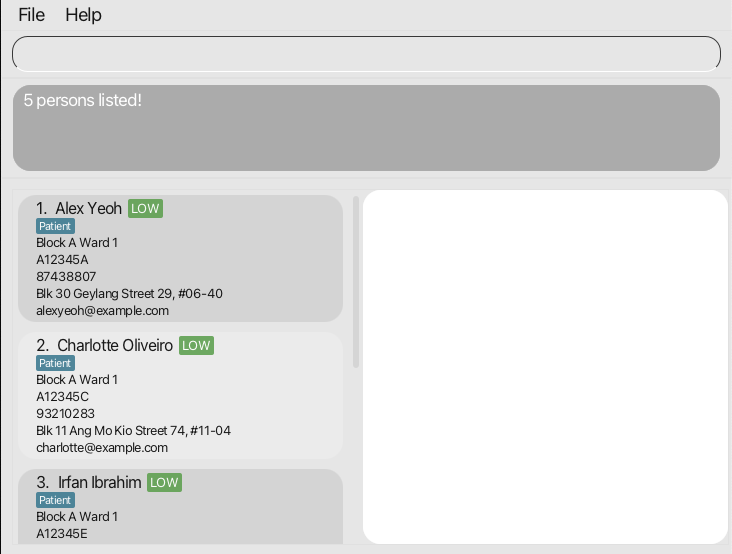 File Help
5 persons listed!
1. Alex Yeoh LOW
Patient
Block A Ward 1
A12345A
87438807
Blk 30 Geylang Street 29, #06-40
alexyeoh@example.com
2. Charlotte Oliveiro LOW
Patient
Block A Ward 1
A12345C
93210283
Blk 11 Ang Mo Kio Street 74, #11-04
charlotte@example.com
3. Irfan Ibrahim LOW
Patient
Block A Ward 1
A12345E